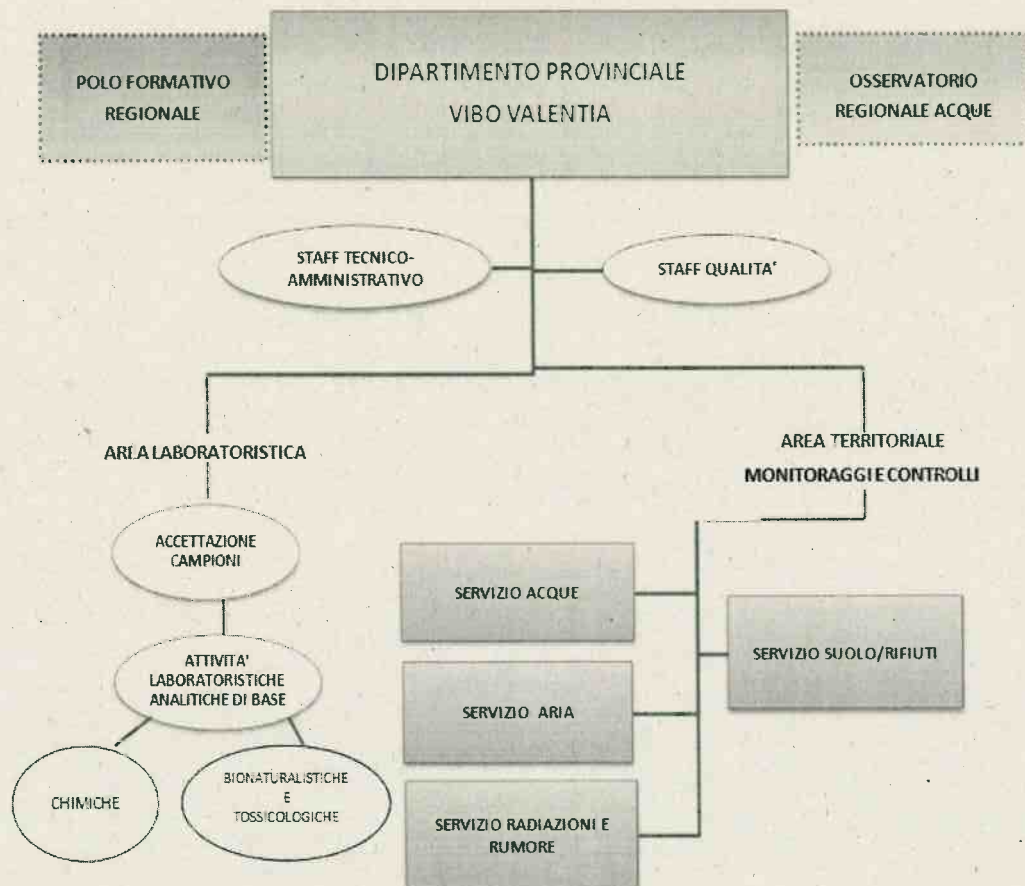 POLO FORMATIVO
REGIONALE
DIPARTIMENTO PROVINCIALE
VIBO VALENTIA
OSSERVATORIO
REGIONALE ACQUE
STAFF TECNICO-
AMMINISTRATIVO
STAFF QUALITA'
AREA LABORATORISTICA
AREA TERRITORIALE
MONITORAGGI E CONTROLLI
ACCETTAZIONE
CAMPIONI
ATTIVITA'
LABORATORISTICHE
ANALITICHE DI BASE
CHIMICHE
BIONATURALISTICHE
E
TOSSICOLOGICHE
SERVIZIO ACQUE
SERVIZIO SUOLO/RIFIUTI
SERVIZIO ARIA
SERVIZIO RADIAZIONI E
RUMORE